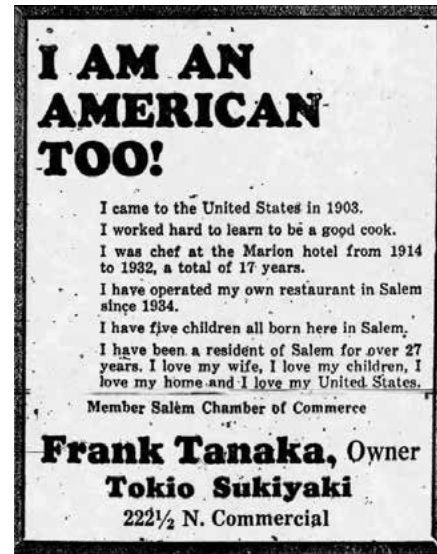 I AM AN
AMERICAN
TOO!
I came to the United States in 1903.
I worked hard to learn to be a good cook.
I was chef at the Marion hotel from 1914
to 1932, a total of 17 years.
I have operated my own restaurant in Salem
since 1934.
I have five children all born here in Salem.
I have been a resident of Salem for over 27
years. I love my wife, I love my children, I
love my home and I love my United States.
Member Salem Chamber of Commerce
Frank Tanaka, Owner
Tokio Sukiyaki
222½ N. Commercial